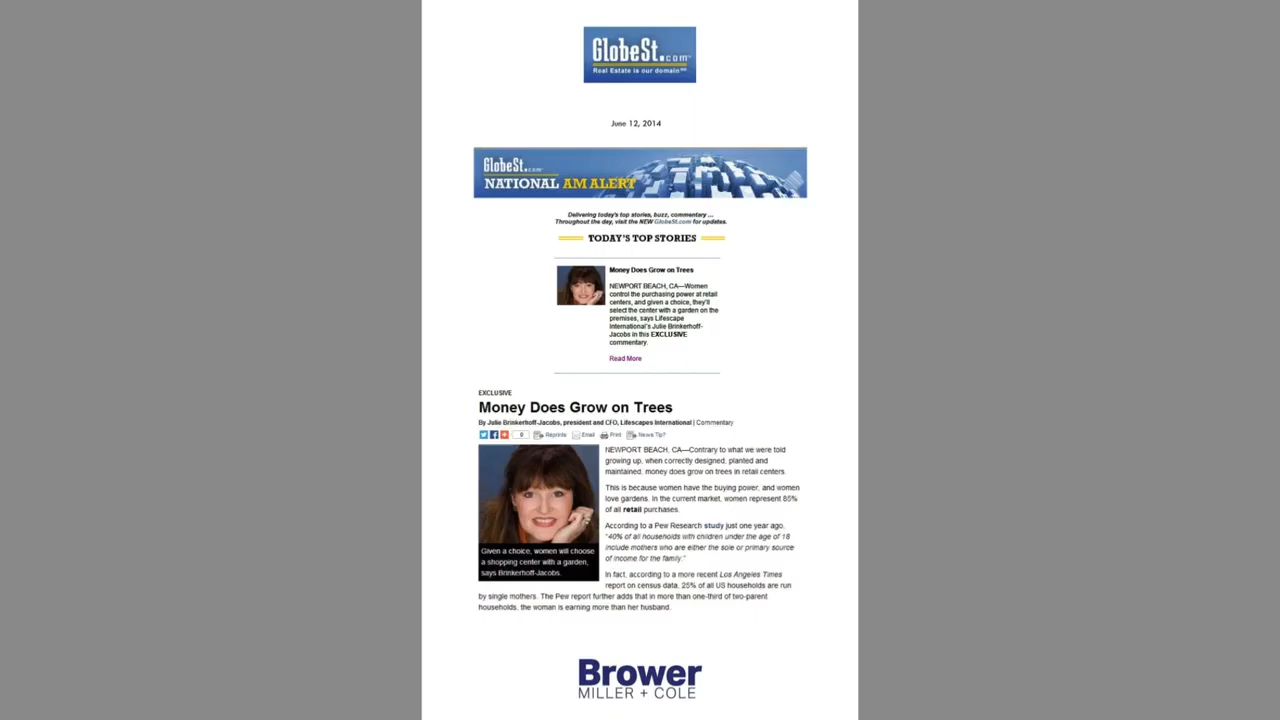 GlobeSt.com
Real Estate is our domain℠
June 12, 2014
GlobeSt.com
NATIONAL AM ALERT
Delivering today's top stories, buzz, commentary ...
Throughout the day, visit the NEW GlobeSt.com for updates.
TODAY'S TOP STORIES
Money Does Grow on Trees
NEWPORT BEACH, CA—Women
control the purchasing power at retail
centers, and given a choice, they'll
select the center with a garden on the
premises, says Lifescape
International's Julie Brinkerhoff-
Jacobs in this EXCLUSIVE
commentary.
Read More
EXCLUSIVE
Money Does Grow on Trees
By Julie Brinkerhoff-Jacobs, president and CFO, Lifescapes International | Commentary
0 Reprints Email Print News Tip?
NEWPORT BEACH, CA—Contrary to what we were told
growing up, when correctly designed, planted and
maintained, money does grow on trees in retail centers.
This is because women have the buying power, and women
love gardens. In the current market, women represent 85%
of all retail purchases.
According to a Pew Research study just one year ago,
"40% of all households with children under the age of 18
include mothers who are either the sole or primary source
of income for the family."
Given a choice, women will choose
a shopping center with a garden,
says Brinkerhoff-Jacobs.
In fact, according to a more recent Los Angeles Times
report on census data, 25% of all US households are run
by single mothers. The Pew report further adds that in more than one-third of two-parent
households, the woman is earning more than her husband.
Brower
MILLER + COLE